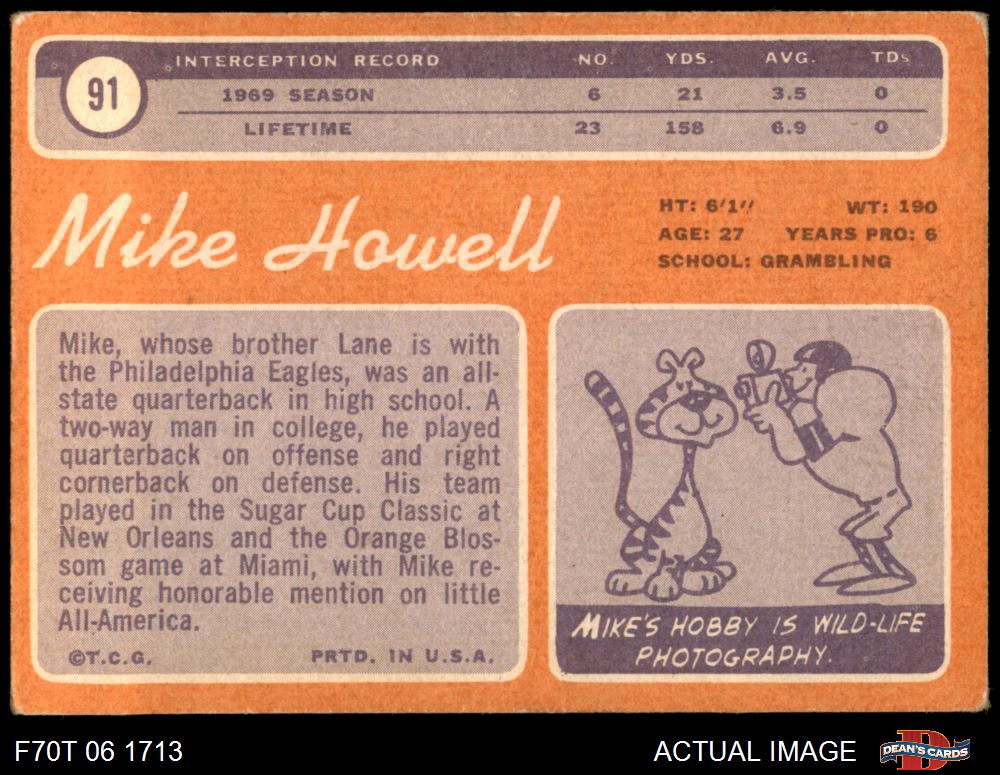 91
INTERCEPTION RECORD NO. YDS. AVG. TDs
1969 SEASON 6 21 3.5 0
LIFETIME 23 158 6.9 0
Mike Howell
HT: 6'1" WT: 190
AGE: 27 YEARS PRO: 6
SCHOOL: GRAMBLING
Mike, whose brother Lane is with
the Philadelphia Eagles, was an all-
state quarterback in high school. A
two-way man in college, he played
quarterback on offense and right
cornerback on defense. His team
played in the Sugar Cup Classic at
New Orleans and the Orange Blos-
som game at Miami, with Mike re-
ceiving honorable mention on little
All-America.
©T.C.G. PRTD. IN U.S.A.
MIKE'S HOBBY IS WILD-LIFE
PHOTOGRAPHY.
F70T 06 1713
ACTUAL IMAGE
D
DEAN'S CARDS